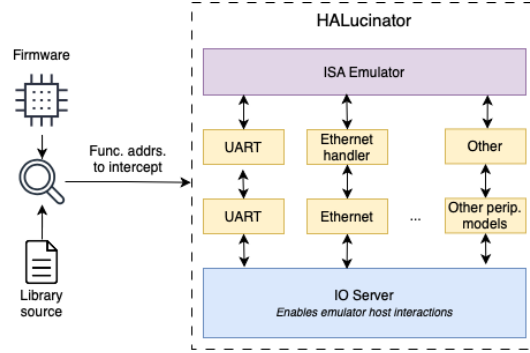 HALucinator
Firmware
ISA Emulator
Func. addrs.
to intercept
UART
Ethernet
handler
Other
UART
Ethernet
...
Other perip.
models
Library
source
IO Server
Enables emulator host interactions